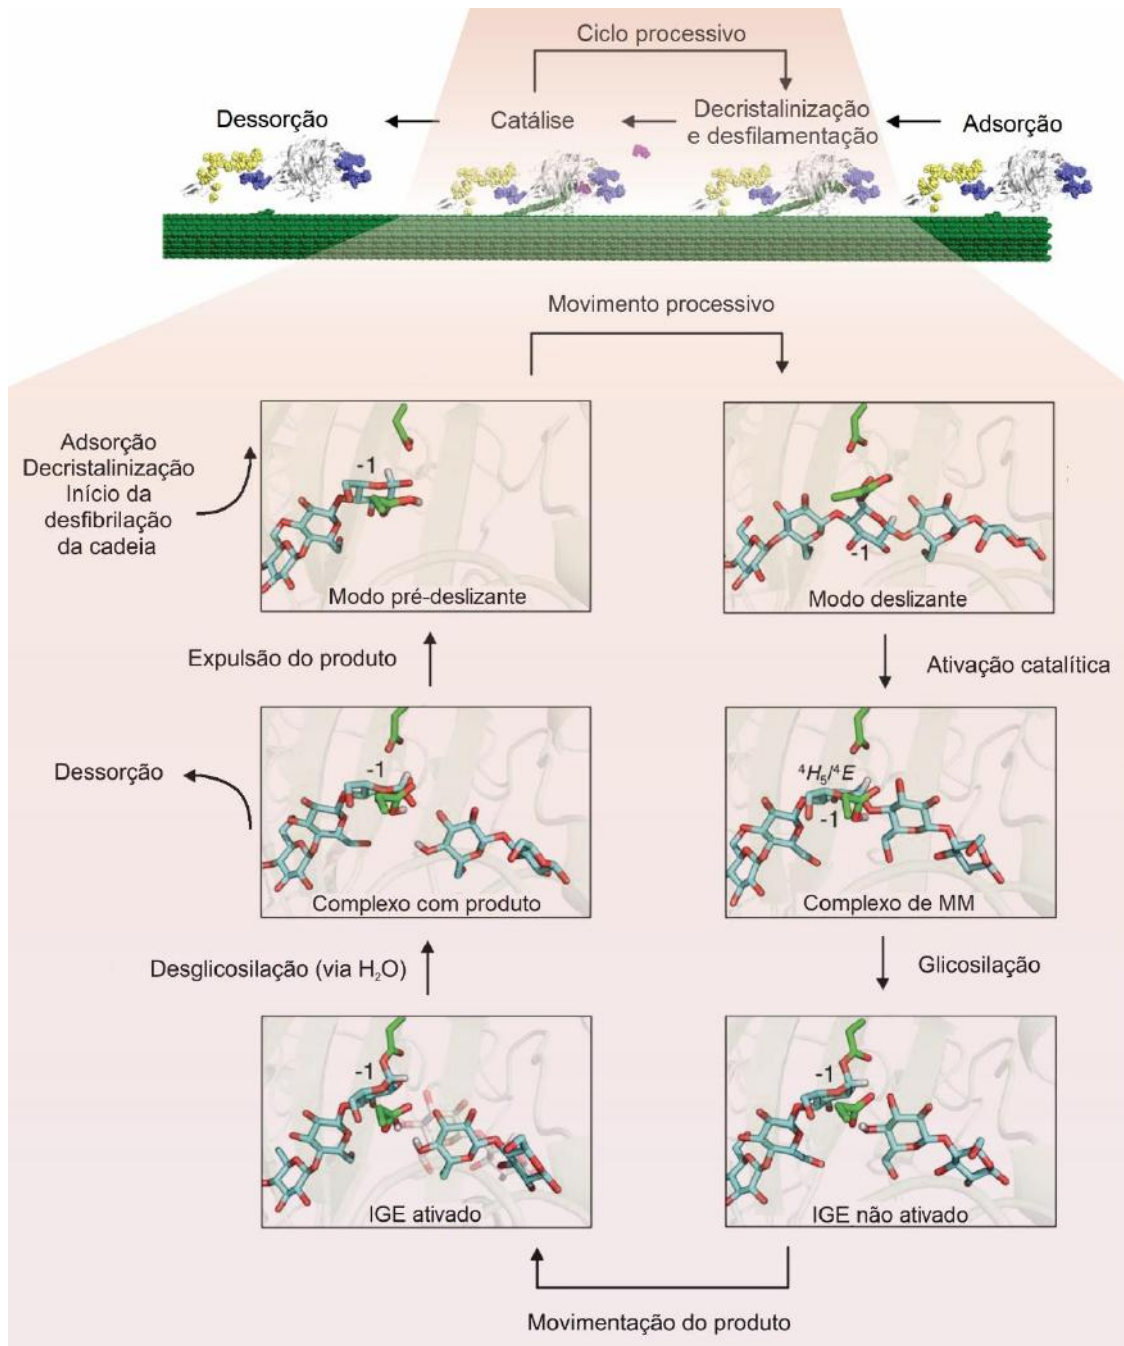 Ciclo processivo
Dessorção
Catálise
Decristalinização
e desfilamentação
Adsorção
Movimento processivo
Adsorção
Decristalinização
Início da
desfibrilação
da cadeia
-1
Modo pré-deslizante
-1
Modo deslizante
Expulsão do produto
Ativação catalítica
Dessorção
-1
Complexo com produto
⁴H₅/⁴E
-1
Complexo de MM
Desglicosilação (via H₂O)
Glicosilação
-1
IGE ativado
-1
IGE não ativado
Movimentação do produto